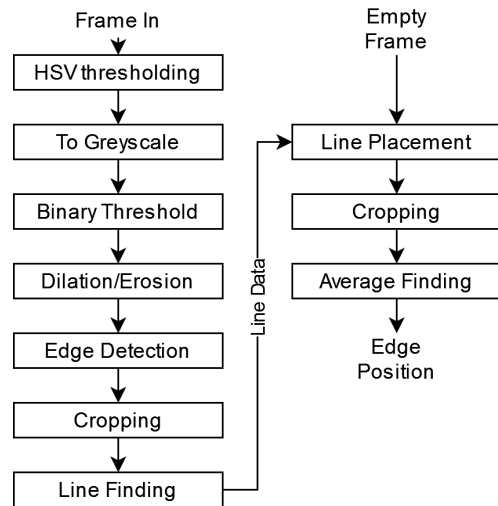 Frame In
HSV thresholding
To Greyscale
Binary Threshold
Dilation/Erosion
Edge Detection
Cropping
Line Finding
Line Data
Empty
Frame
Line Placement
Cropping
Average Finding
Edge
Position